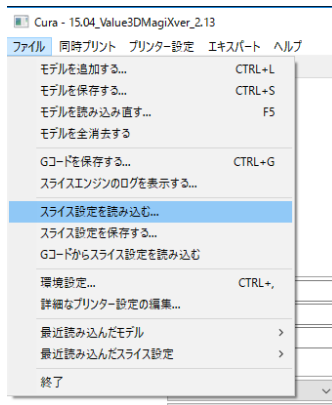 Cura - 15.04_Value3DMagiXver_2.13
ファイル 同時プリント プリンター設定 エキスパート ヘルプ
モデルを追加する... CTRL+L
モデルを保存する... CTRL+S
モデルを読み込み直す... F5
モデルを全消去する
Gコードを保存する... CTRL+G
スライスエンジンのログを表示する...
スライス設定を読み込む...
スライス設定を保存する...
Gコードからスライス設定を読み込む
環境設定... CTRL+,
詳細なプリンター設定の編集...
最近読み込んだモデル
最近読み込んだスライス設定
終了